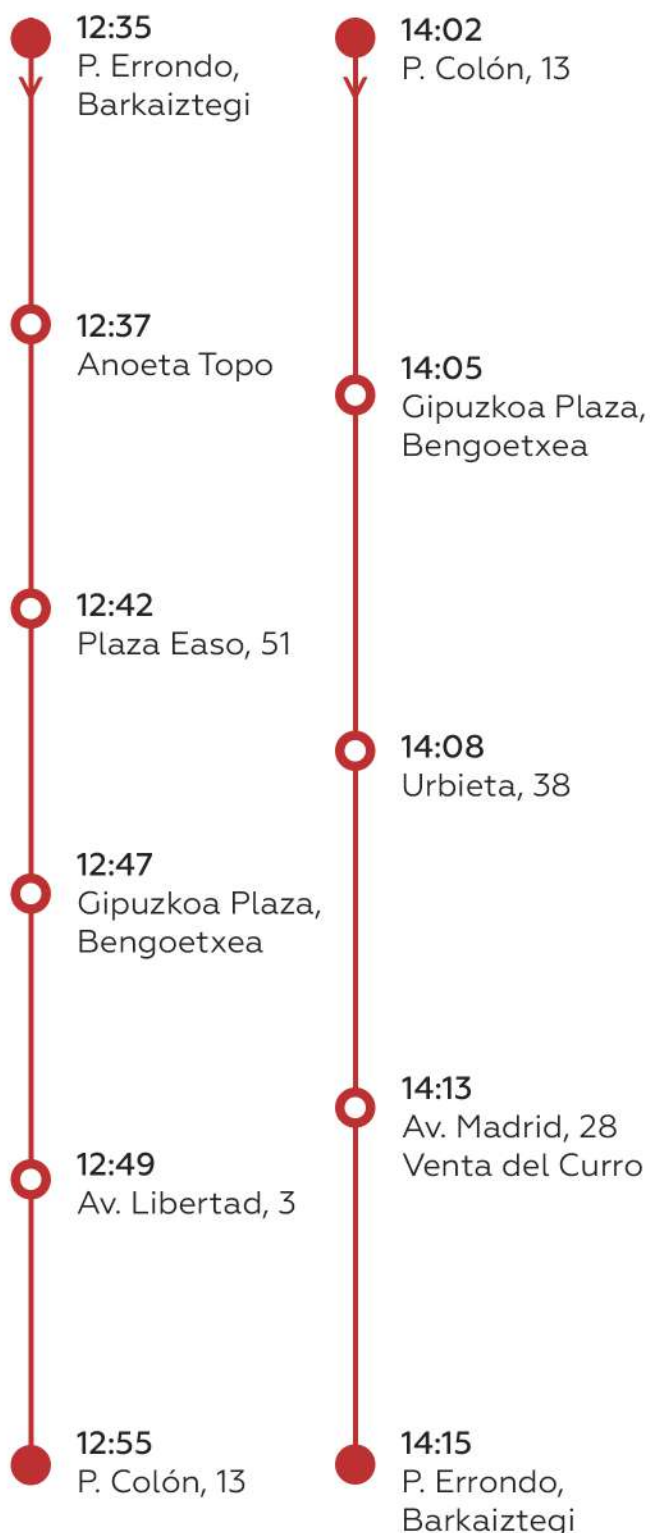 12:35
P. Errondo,
Barkaiztegi
12:37
Anoeta Topo
12:42
Plaza Easo, 51
12:47
Gipuzkoa Plaza,
Bengoetxea
12:49
Av. Libertad, 3
12:55
P. Colón, 13
14:02
P. Colón, 13
14:05
Gipuzkoa Plaza,
Bengoetxea
14:08
Urbieta, 38
14:13
Av. Madrid, 28
Venta del Curro
14:15
P. Errondo,
Barkaiztegi